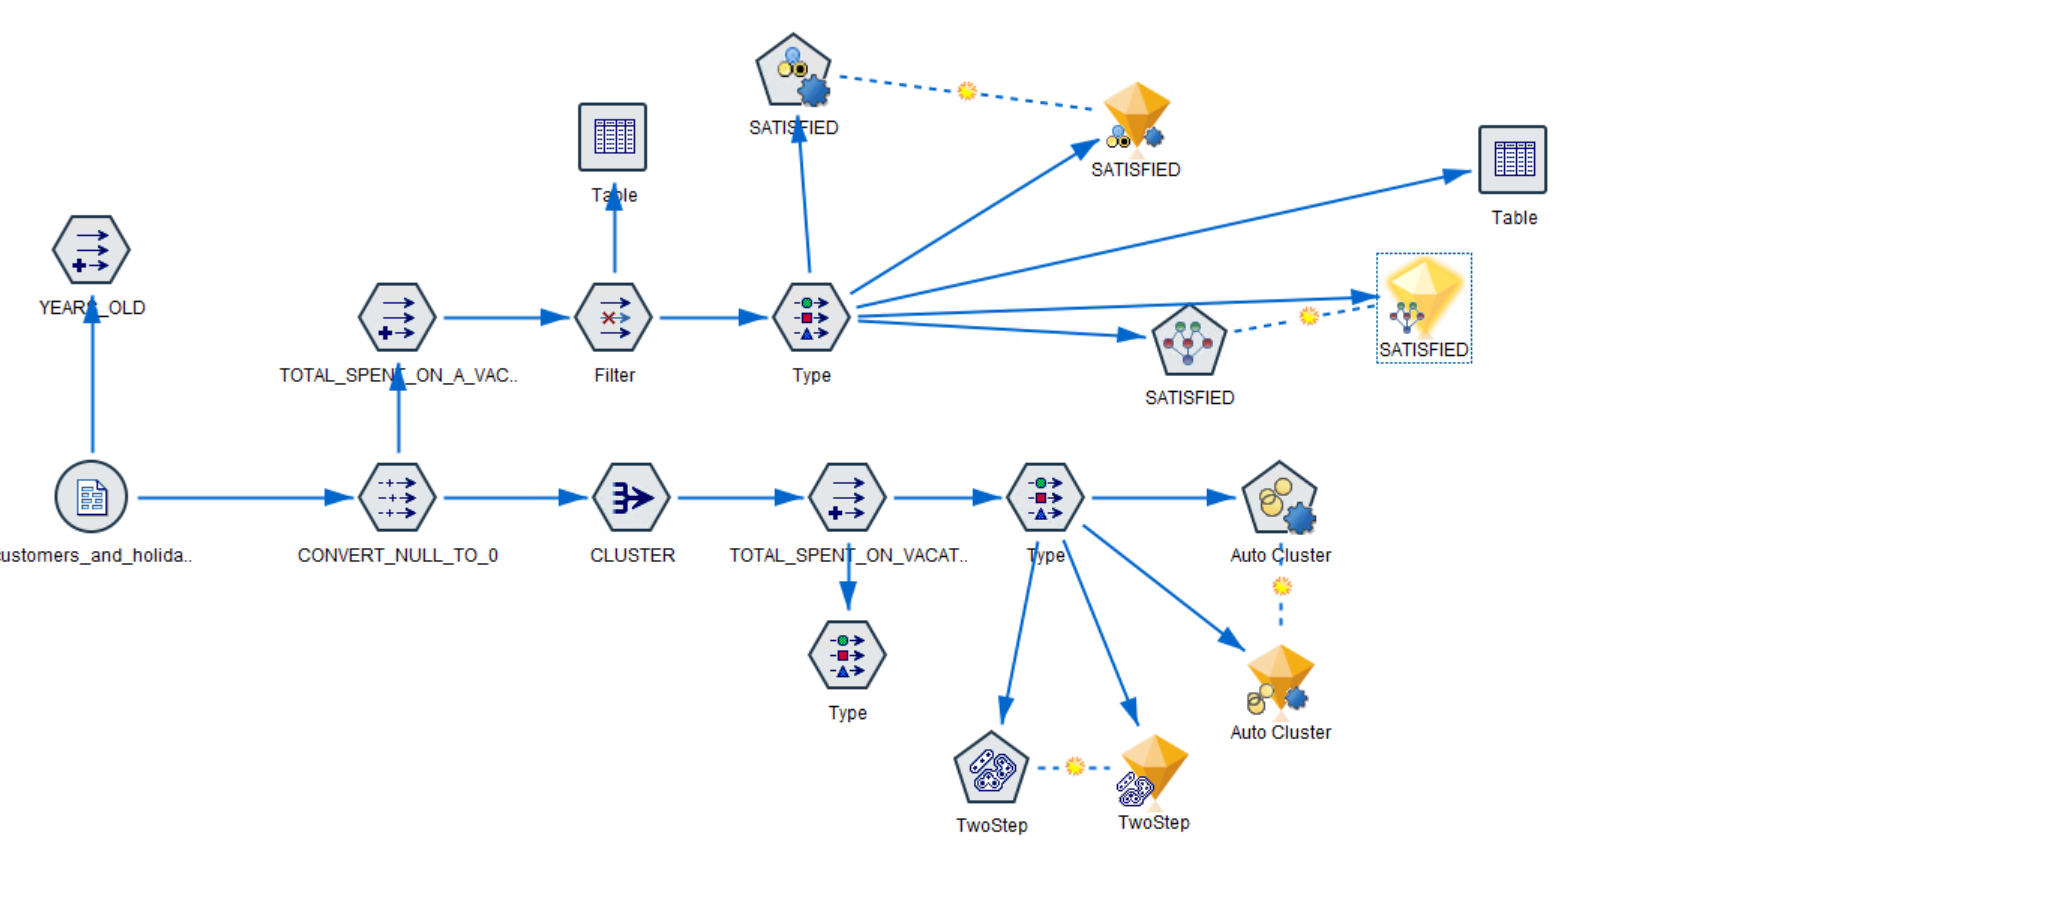 SATISFIED
SATISFIED
Table
Table
YEARS_OLD
TOTAL_SPENT_ON_A_VAC..
Filter
Type
SATISFIED
SATISFIED
ustomers_and_holida..
CONVERT_NULL_TO_0
CLUSTER
TOTAL_SPENT_ON_VACAT..
Type
Auto Cluster
Type
Auto Cluster
TwoStep
TwoStep